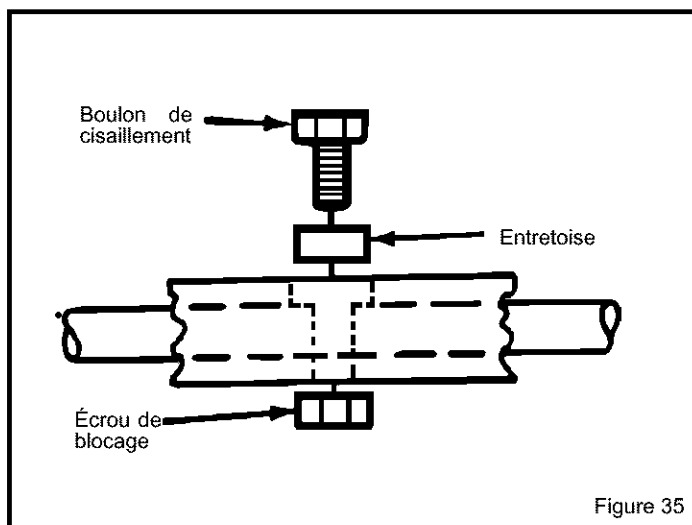 Boulon de
cisaillement
Entretoise
Écrou de
blocage
Figure 35